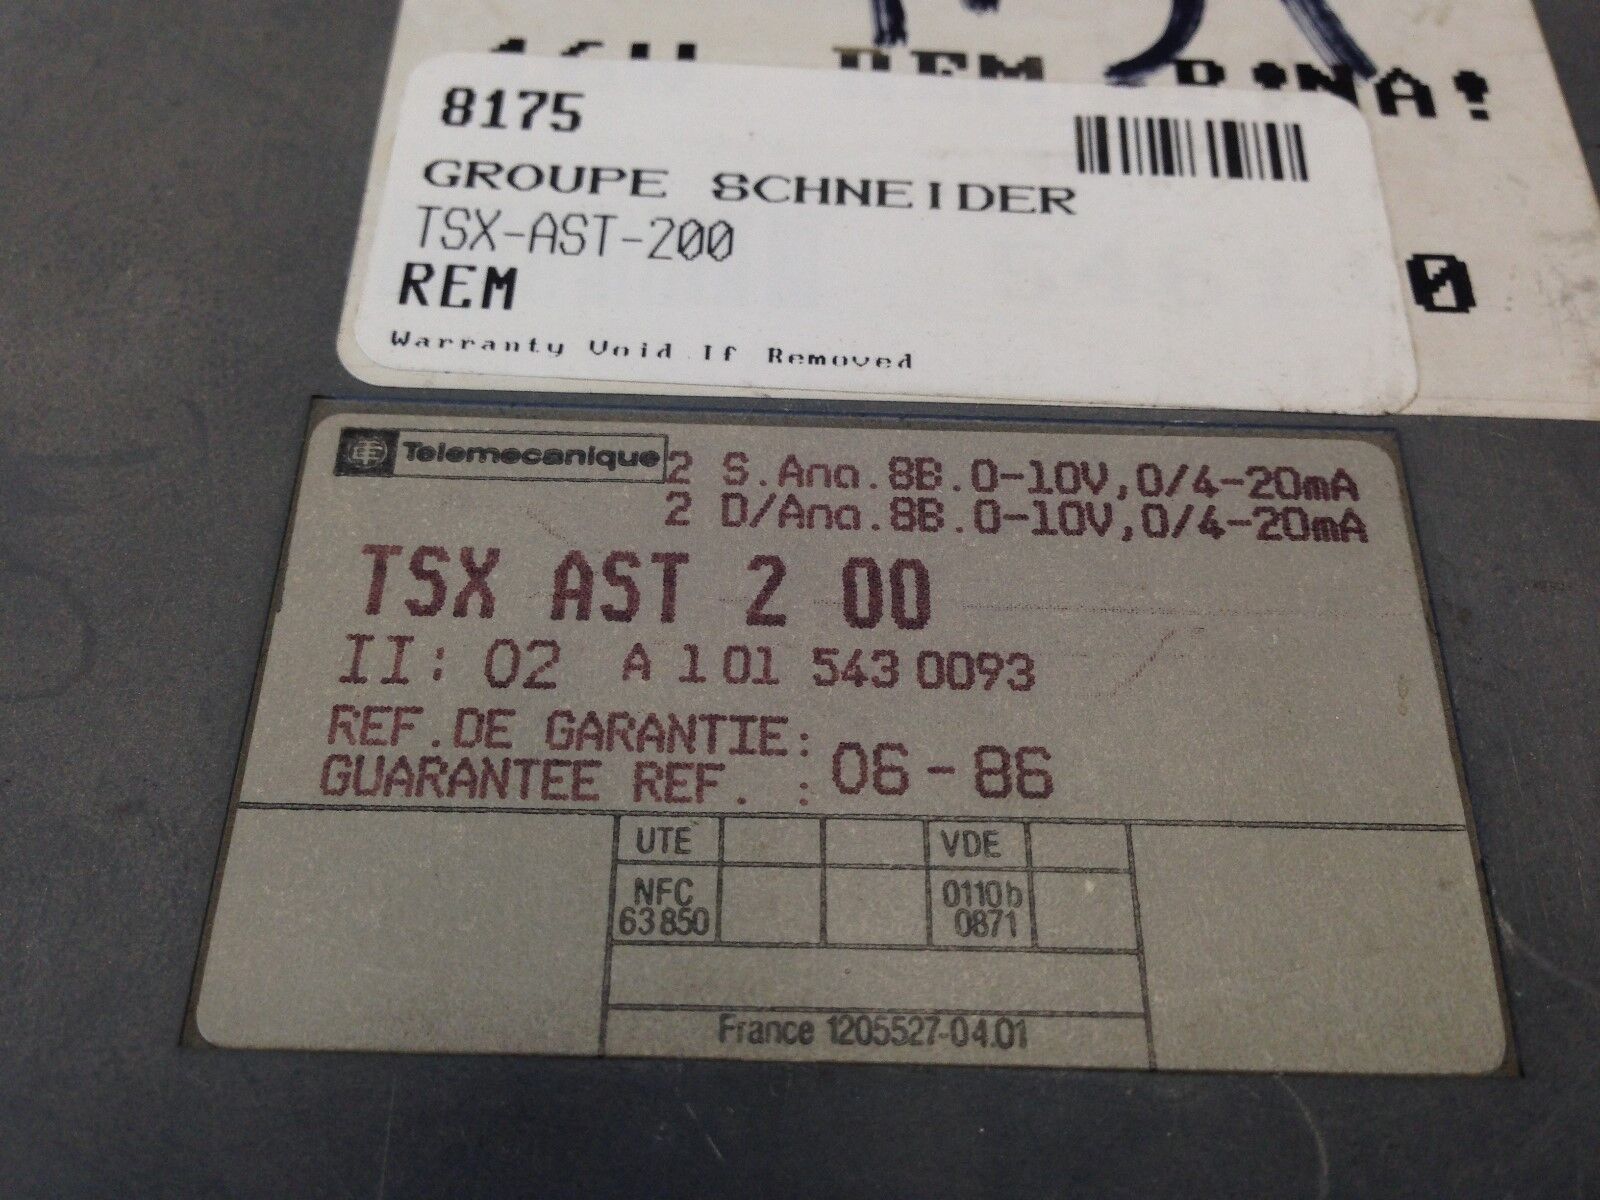 8175
GROUPE SCHNEIDER
TSX-AST-200
REM
Warranty Void If Removed
0
Telemecanique
2 S.Ana.8B.0-10V,0/4-20mA
2 D/Ana.8B.0-10V,0/4-20mA
TSX AST 2 00
II: 02 A 1 01 543 0093
REF.DE GARANTIE:
GUARANTEE REF. : 06-86
UTE VDE
NFC 0110b
63850 0871
France 1205527-04.01